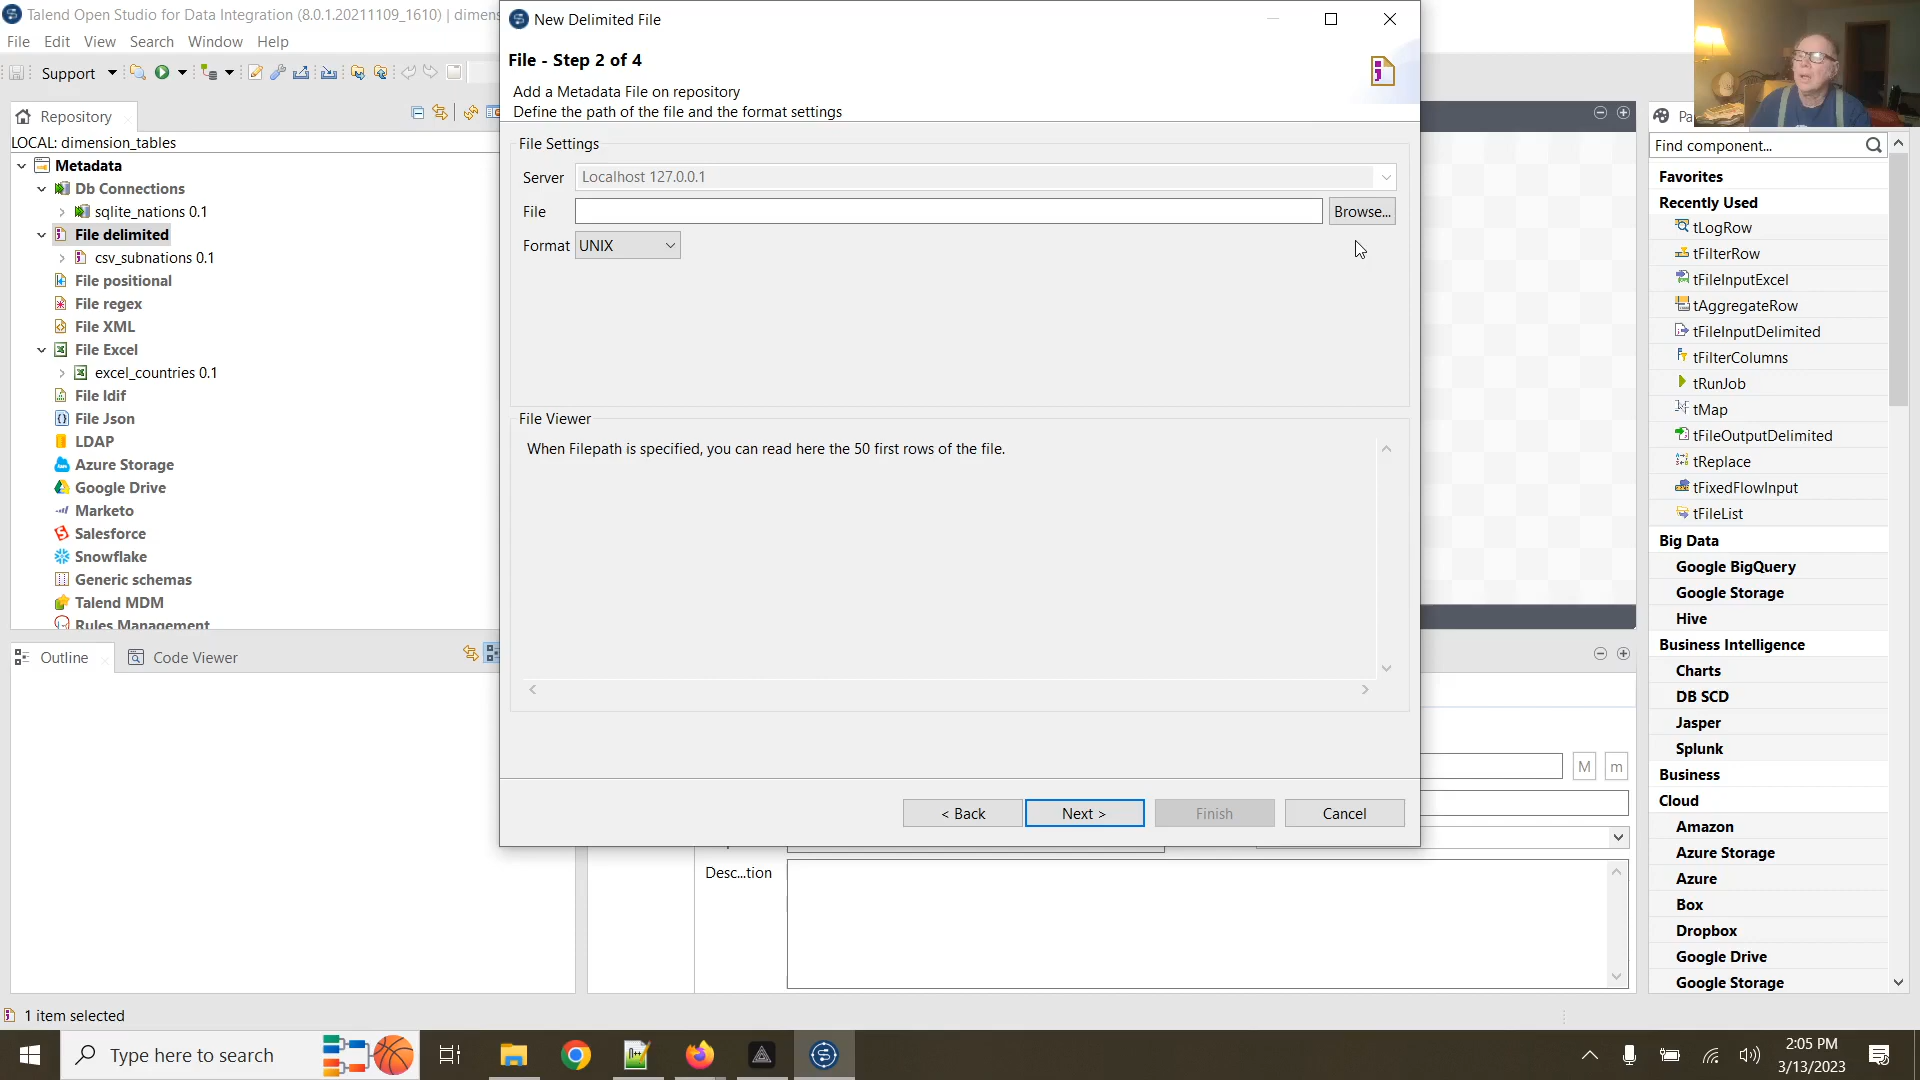 Talend Open Studio for Data Integration (8.0.1.20211109_1610) | dimens
File Edit View Search Window Help
Support
Repository
LOCAL: dimension_tables
Metadata
Db Connections
sqlite_nations 0.1
File delimited
csv_subnations 0.1
File positional
File regex
File XML
File Excel
excel_countries 0.1
File ldif
File Json
LDAP
Azure Storage
Google Drive
Marketo
Salesforce
Snowflake
Generic schemas
Talend MDM
Rules Management
Outline
Code Viewer
1 item selected
New Delimited File
File - Step 2 of 4
Add a Metadata File on repository
Define the path of the file and the format settings
File Settings
Server Localhost 127.0.0.1
File Browse...
Format UNIX
File Viewer
When Filepath is specified, you can read here the 50 first rows of the file.
< Back Next > Finish Cancel
M m
Desc...tion
Pa
Find component...
Favorites
Recently Used
tLogRow
tFilterRow
tFileInputExcel
tAggregateRow
tFileInputDelimited
tFilterColumns
tRunJob
tMap
tFileOutputDelimited
tReplace
tFixedFlowInput
tFileList
Big Data
Google BigQuery
Google Storage
Hive
Business Intelligence
Charts
DB SCD
Jasper
Splunk
Business
Cloud
Amazon
Azure Storage
Azure
Box
Dropbox
Google Drive
Google Storage
Type here to search
2:05 PM
3/13/2023